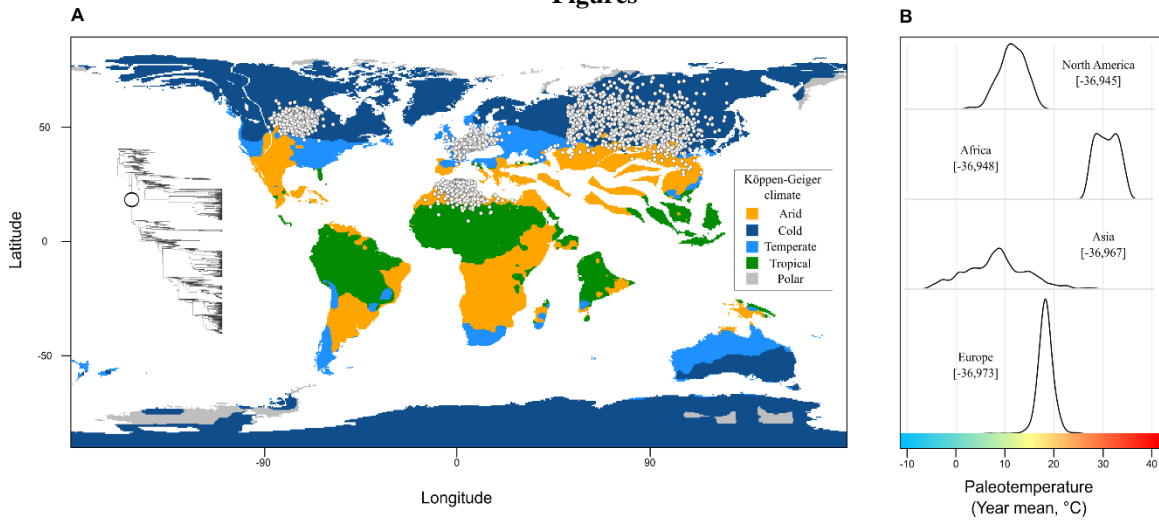 Figures
A
50
0
-50
Latitude
-90
0
90
Longitude
Köppen-Geiger
climate
Arid
Cold
Temperate
Tropical
Polar
B
North America
[-36,945]
Africa
[-36,948]
Asia
[-36,967]
Europe
[-36,973]
-10 0 10 20 30 40
Paleotemperature
(Year mean, °C)